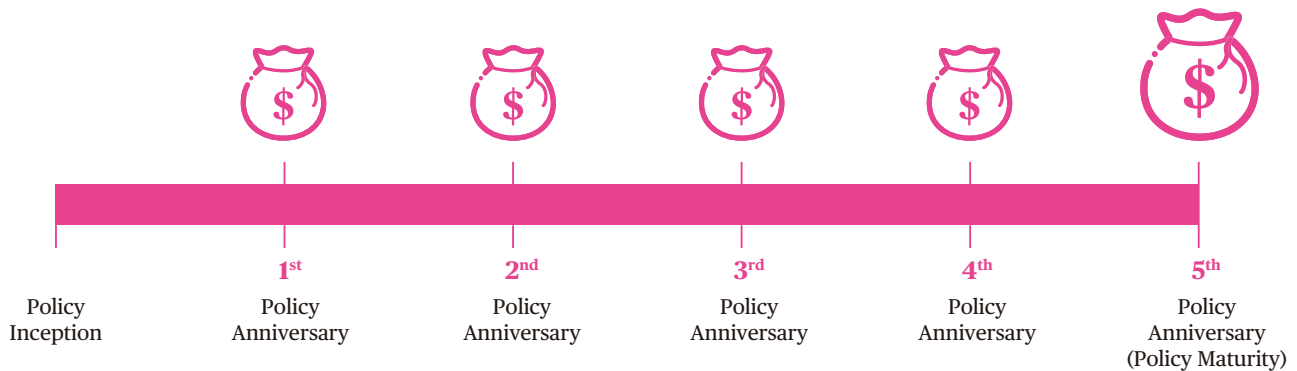 $ $ $ $ $
1st 2nd 3rd 4th 5th
Policy Inception
Policy Anniversary
Policy Anniversary
Policy Anniversary
Policy Anniversary
Policy Anniversary (Policy Maturity)